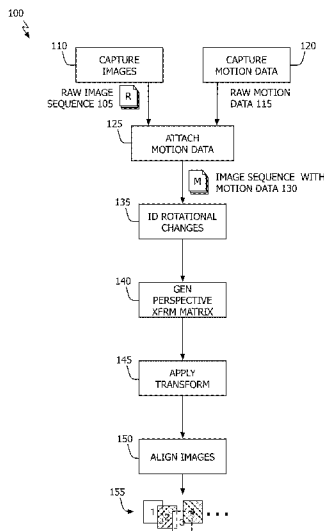 100
110
CAPTURE
IMAGES
CAPTURE
MOTION DATA
120
RAW IMAGE
SEQUENCE 105
R
RAW MOTION
DATA 115
125
ATTACH
MOTION DATA
M
IMAGE SEQUENCE WITH
MOTION DATA 130
135
ID ROTATIONAL
CHANGES
140
GEN
PERSPECTIVE
XFRM MATRIX
145
APPLY
TRANSFORM
150
ALIGN IMAGES
155
1
3